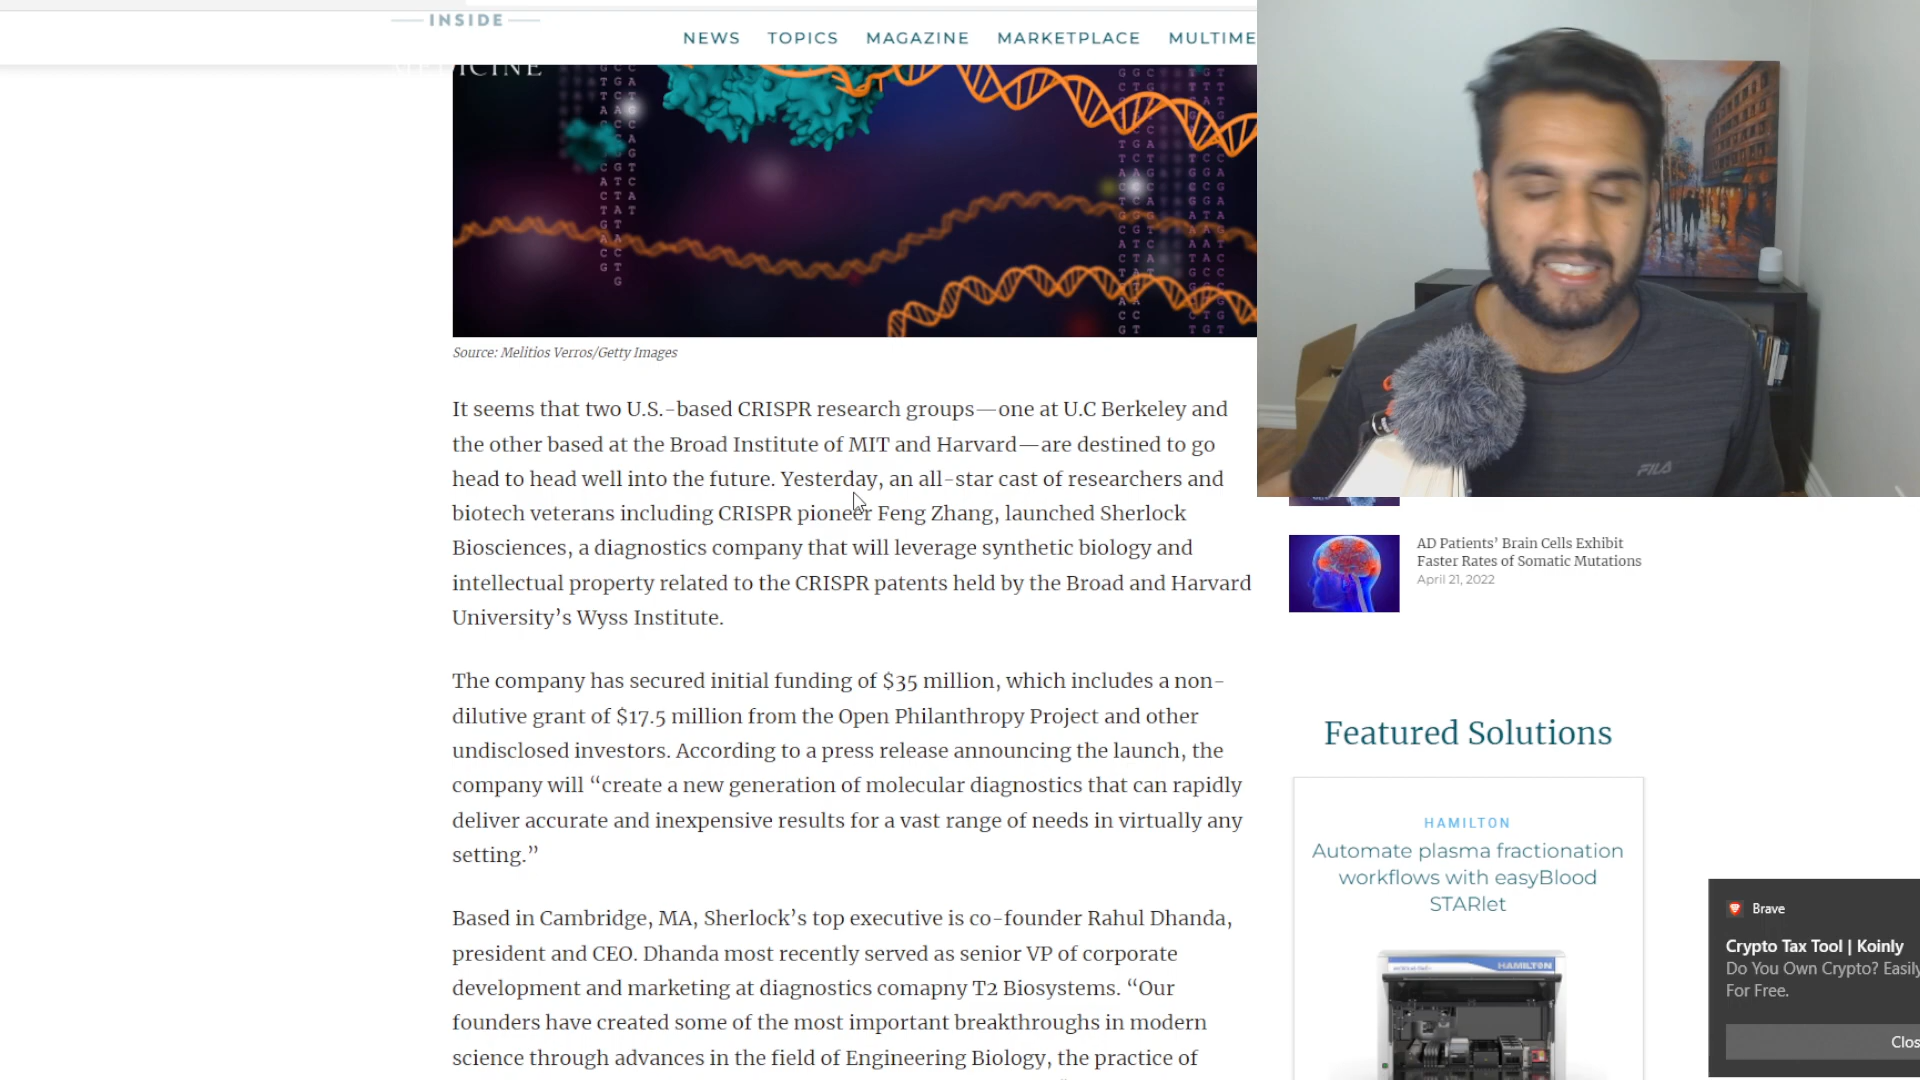 INSIDE
NEWS TOPICS MAGAZINE MARKETPLACE MULTIME
Source: Melitios Verros/Getty Images
It seems that two U.S.-based CRISPR research groups—one at U.C Berkeley and
the other based at the Broad Institute of MIT and Harvard—are destined to go
head to head well into the future. Yesterday, an all-star cast of researchers and
biotech veterans including CRISPR pioneer Feng Zhang, launched Sherlock
Biosciences, a diagnostics company that will leverage synthetic biology and
intellectual property related to the CRISPR patents held by the Broad and Harvard
University’s Wyss Institute.
The company has secured initial funding of $35 million, which includes a non-
dilutive grant of $17.5 million from the Open Philanthropy Project and other
undisclosed investors. According to a press release announcing the launch, the
company will “create a new generation of molecular diagnostics that can rapidly
deliver accurate and inexpensive results for a vast range of needs in virtually any
setting.”
Based in Cambridge, MA, Sherlock’s top executive is co-founder Rahul Dhanda,
president and CEO. Dhanda most recently served as senior VP of corporate
development and marketing at diagnostics comapny T2 Biosystems. “Our
founders have created some of the most important breakthroughs in modern
science through advances in the field of Engineering Biology, the practice of
FILA
AD Patients’ Brain Cells Exhibit
Faster Rates of Somatic Mutations
April 21, 2022
Featured Solutions
HAMILTON
Automate plasma fractionation
workflows with easyBlood
STARlet
HAMILTON
Brave
Crypto Tax Tool | Koinly
Do You Own Crypto? Easily
For Free.
Clos